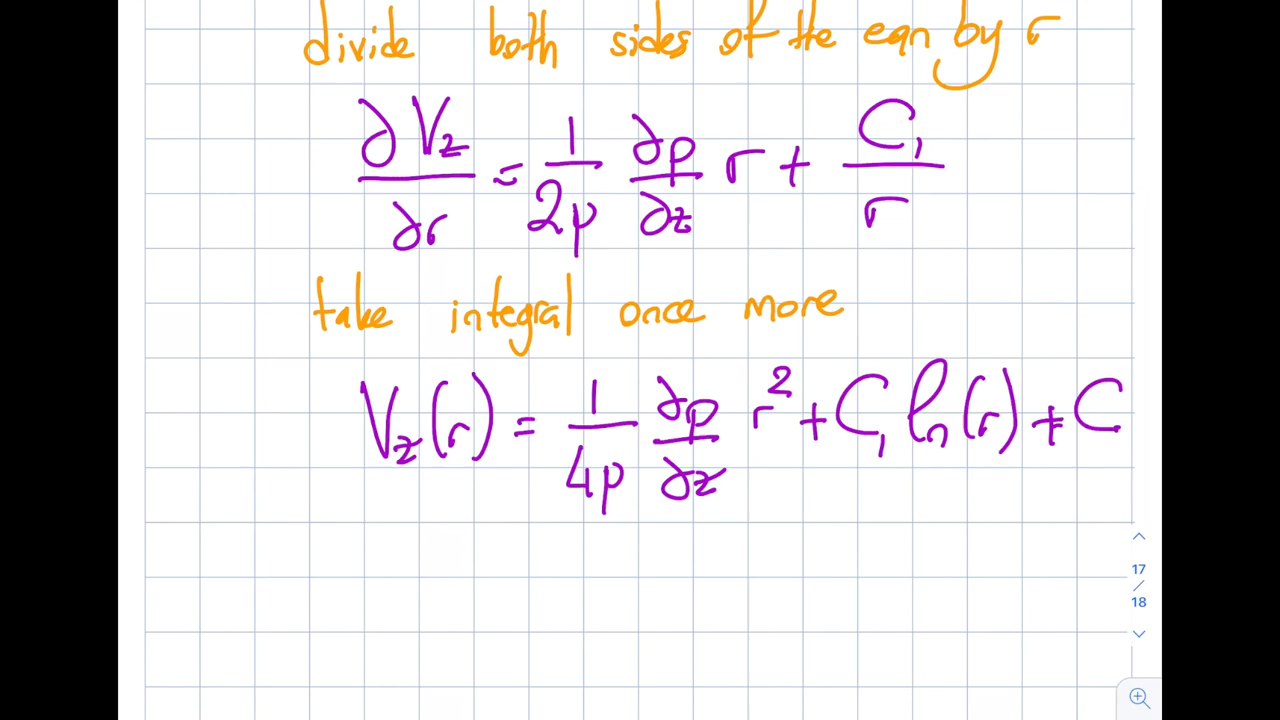 divide both sides of the eqn by r
∂Vz/∂r = 1/2μ ∂p/∂z r + C₁/r
take integral once more
Vz(r) = 1/4μ ∂p/∂z r² + C₁ ln(r) + C
17
/
18